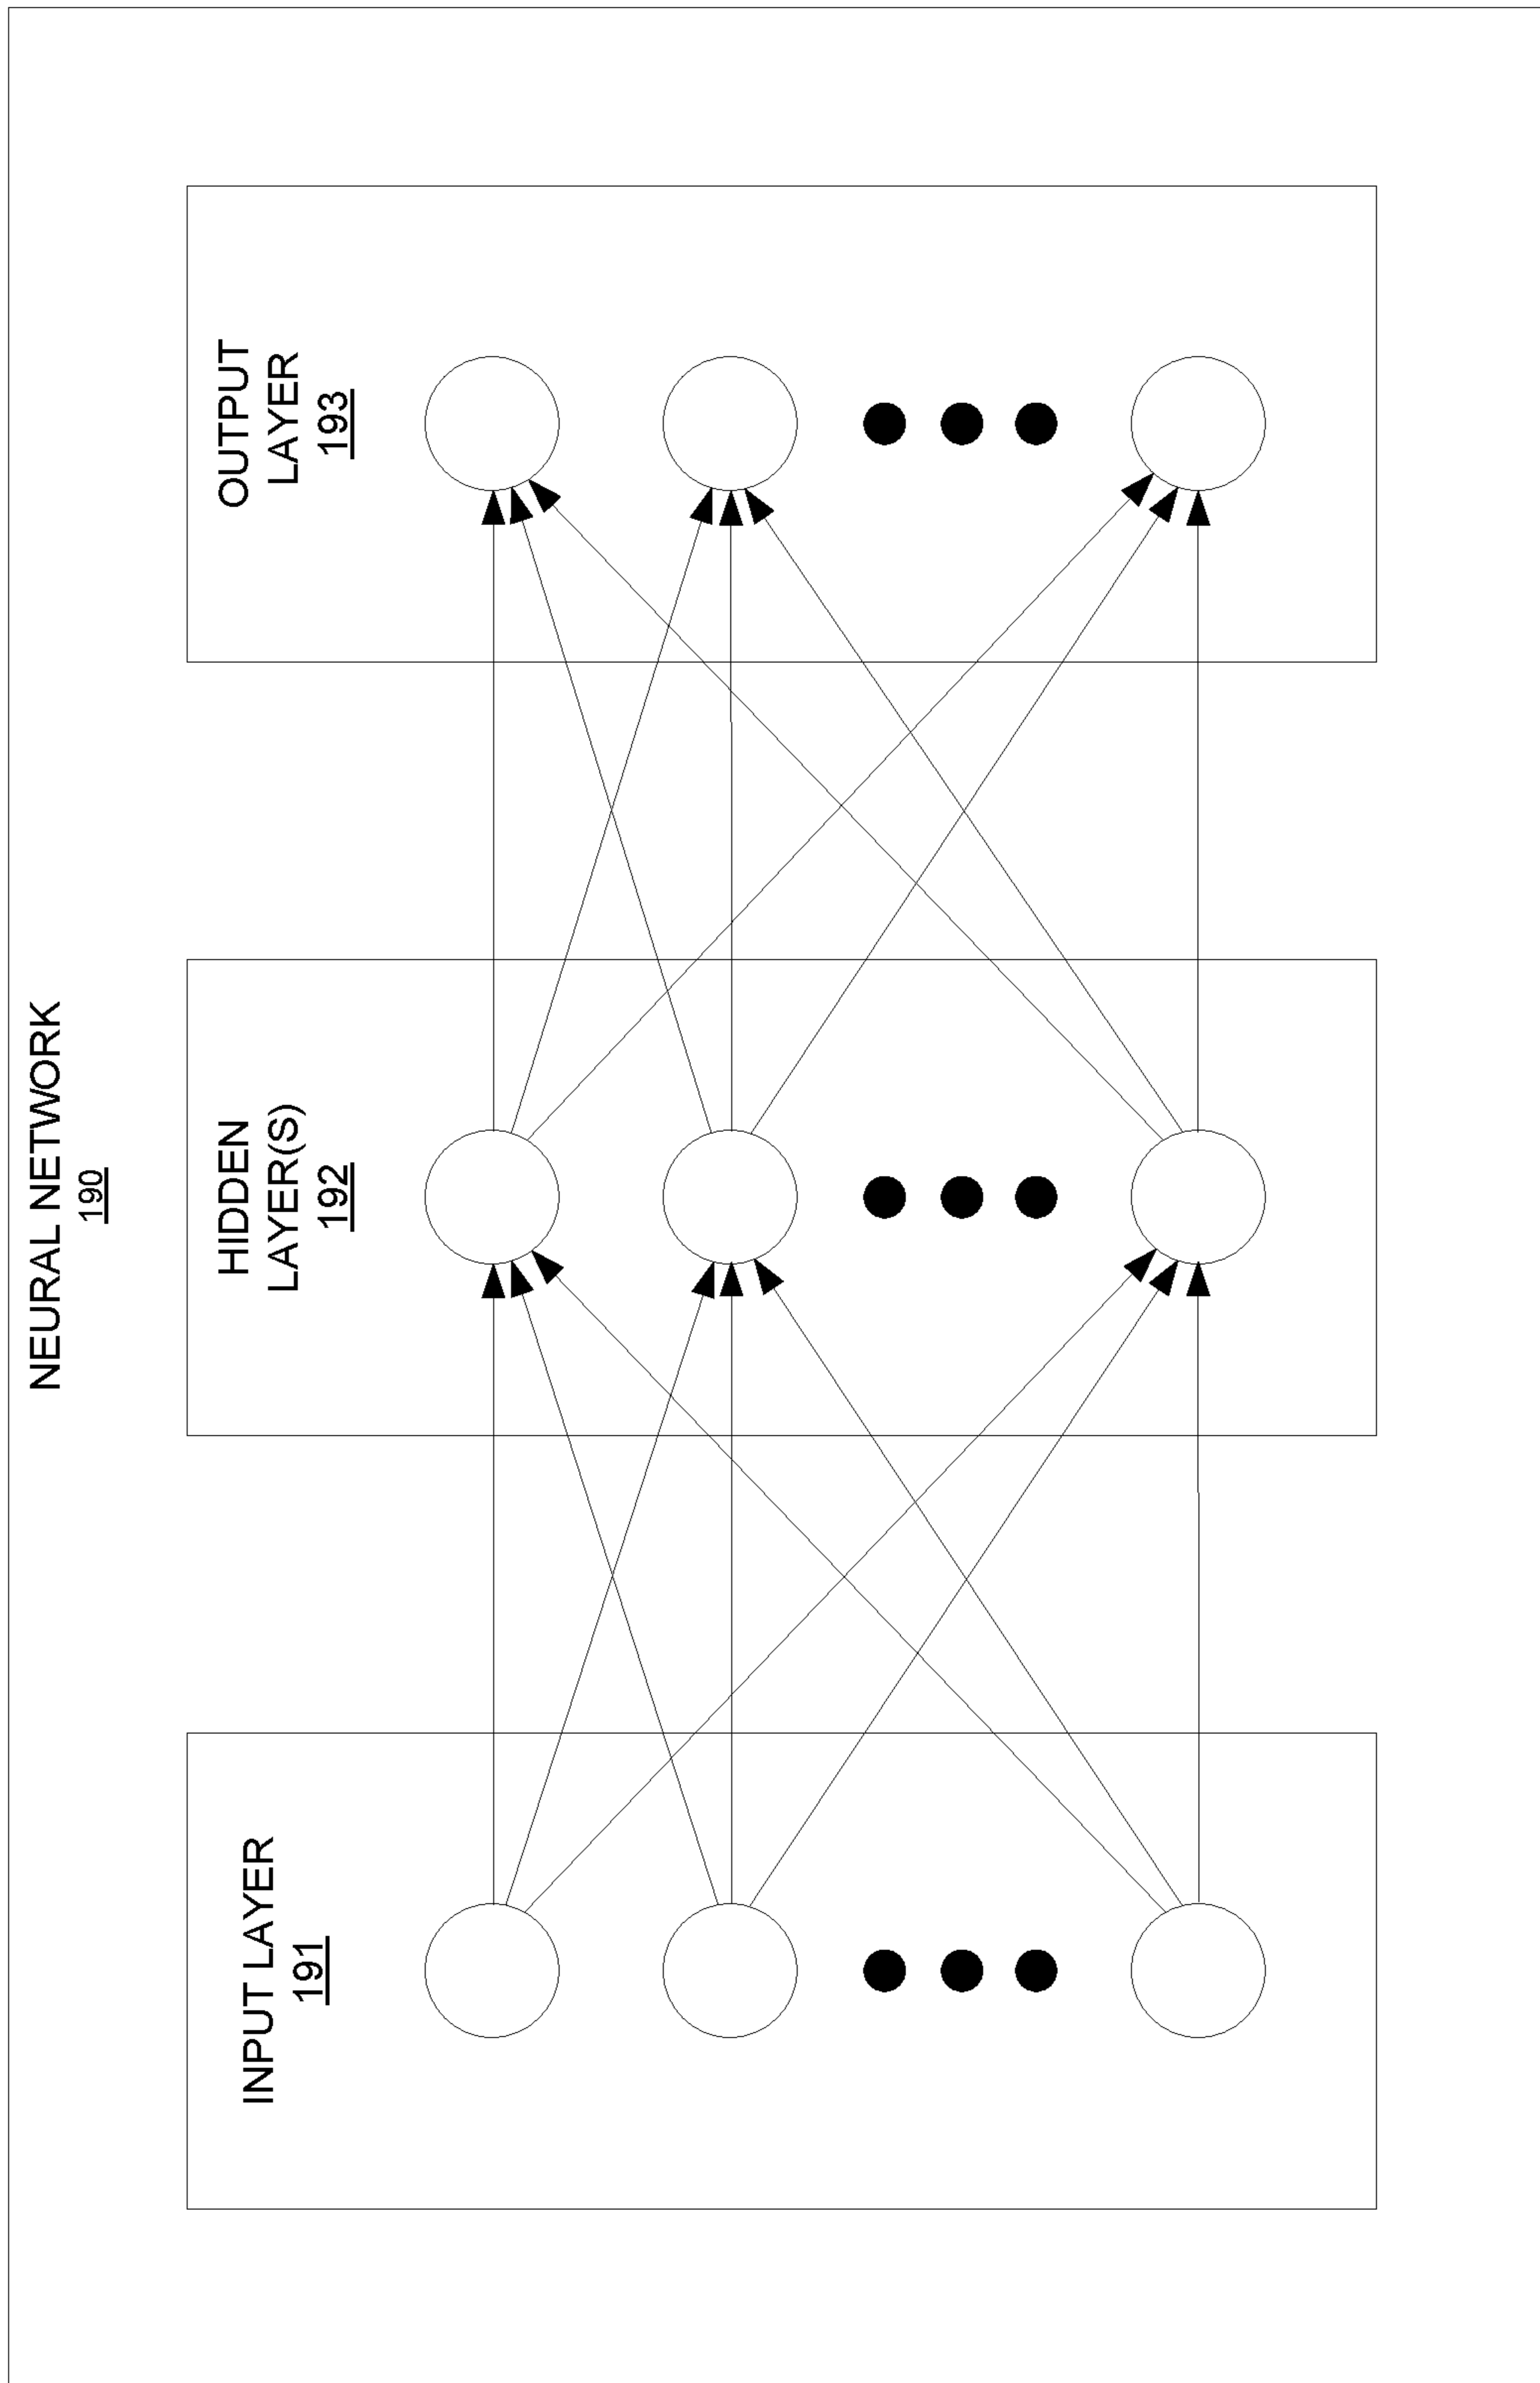 NEURAL NETWORK
190
INPUT LAYER
191
HIDDEN
LAYER(S)
192
OUTPUT
LAYER
193